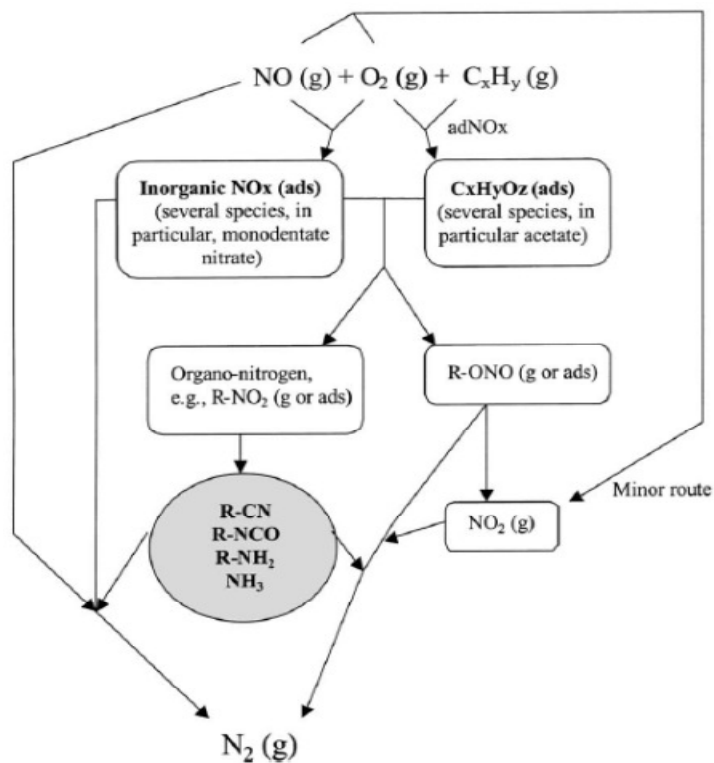 NO (g) + O₂ (g) + CₓHᵧ (g)
adNOx
Inorganic NOx (ads)
(several species, in
particular, monodentate
nitrate)
CxHyOz (ads)
(several species, in
particular acetate)
Organo-nitrogen,
e.g., R-NO₂ (g or ads)
R-ONO (g or ads)
R-CN
R-NCO
R-NH₂
NH₃
NO₂ (g)
Minor route
N₂ (g)